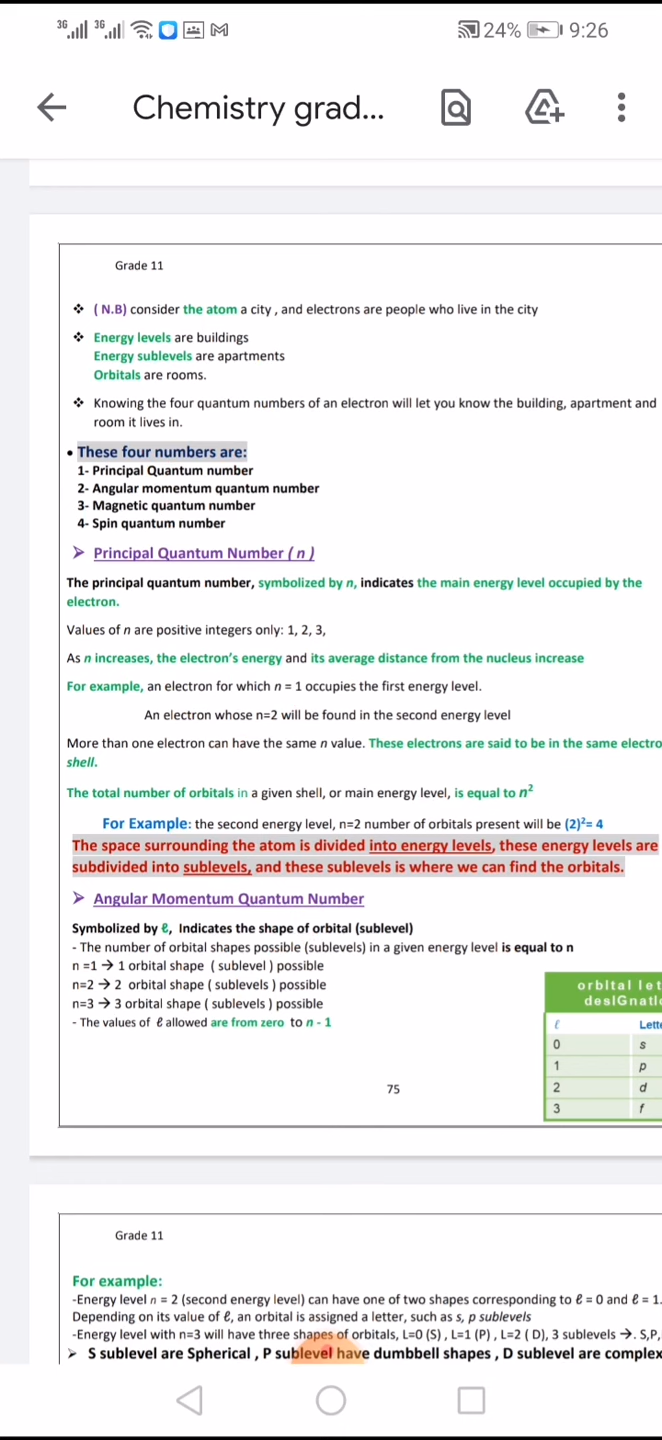 3G 3G 24% 9:26
Chemistry grad...
Grade 11
❖ ( N.B) consider the atom a city , and electrons are people who live in the city
❖ Energy levels are buildings
Energy sublevels are apartments
Orbitals are rooms.
❖ Knowing the four quantum numbers of an electron will let you know the building, apartment and
room it lives in.
• These four numbers are:
1- Principal Quantum number
2- Angular momentum quantum number
3- Magnetic quantum number
4- Spin quantum number
➢ Principal Quantum Number ( n )
The principal quantum number, symbolized by n, indicates the main energy level occupied by the
electron.
Values of n are positive integers only: 1, 2, 3,
As n increases, the electron's energy and its average distance from the nucleus increase
For example, an electron for which n = 1 occupies the first energy level.
An electron whose n=2 will be found in the second energy level
More than one electron can have the same n value. These electrons are said to be in the same electro
shell.
The total number of orbitals in a given shell, or main energy level, is equal to n²
For Example: the second energy level, n=2 number of orbitals present will be (2)²= 4
The space surrounding the atom is divided into energy levels, these energy levels are
subdivided into sublevels, and these sublevels is where we can find the orbitals.
➢ Angular Momentum Quantum Number
Symbolized by ℓ, Indicates the shape of orbital (sublevel)
- The number of orbital shapes possible (sublevels) in a given energy level is equal to n
n =1 → 1 orbital shape ( sublevel ) possible
n=2 → 2 orbital shape ( sublevels ) possible
n=3 → 3 orbital shape ( sublevels ) possible
- The values of ℓ allowed are from zero to n - 1
orbital let
desIGnatIo
ℓ Lette
0 s
1 p
2 d
3 f
75
Grade 11
For example:
-Energy level n = 2 (second energy level) can have one of two shapes corresponding to ℓ = 0 and ℓ = 1.
Depending on its value of ℓ, an orbital is assigned a letter, such as s, p sublevels
-Energy level with n=3 will have three shapes of orbitals, L=0 (S) , L=1 (P) , L=2 ( D), 3 sublevels →. S,P,
➢ S sublevel are Spherical , P sublevel have dumbbell shapes , D sublevel are complex